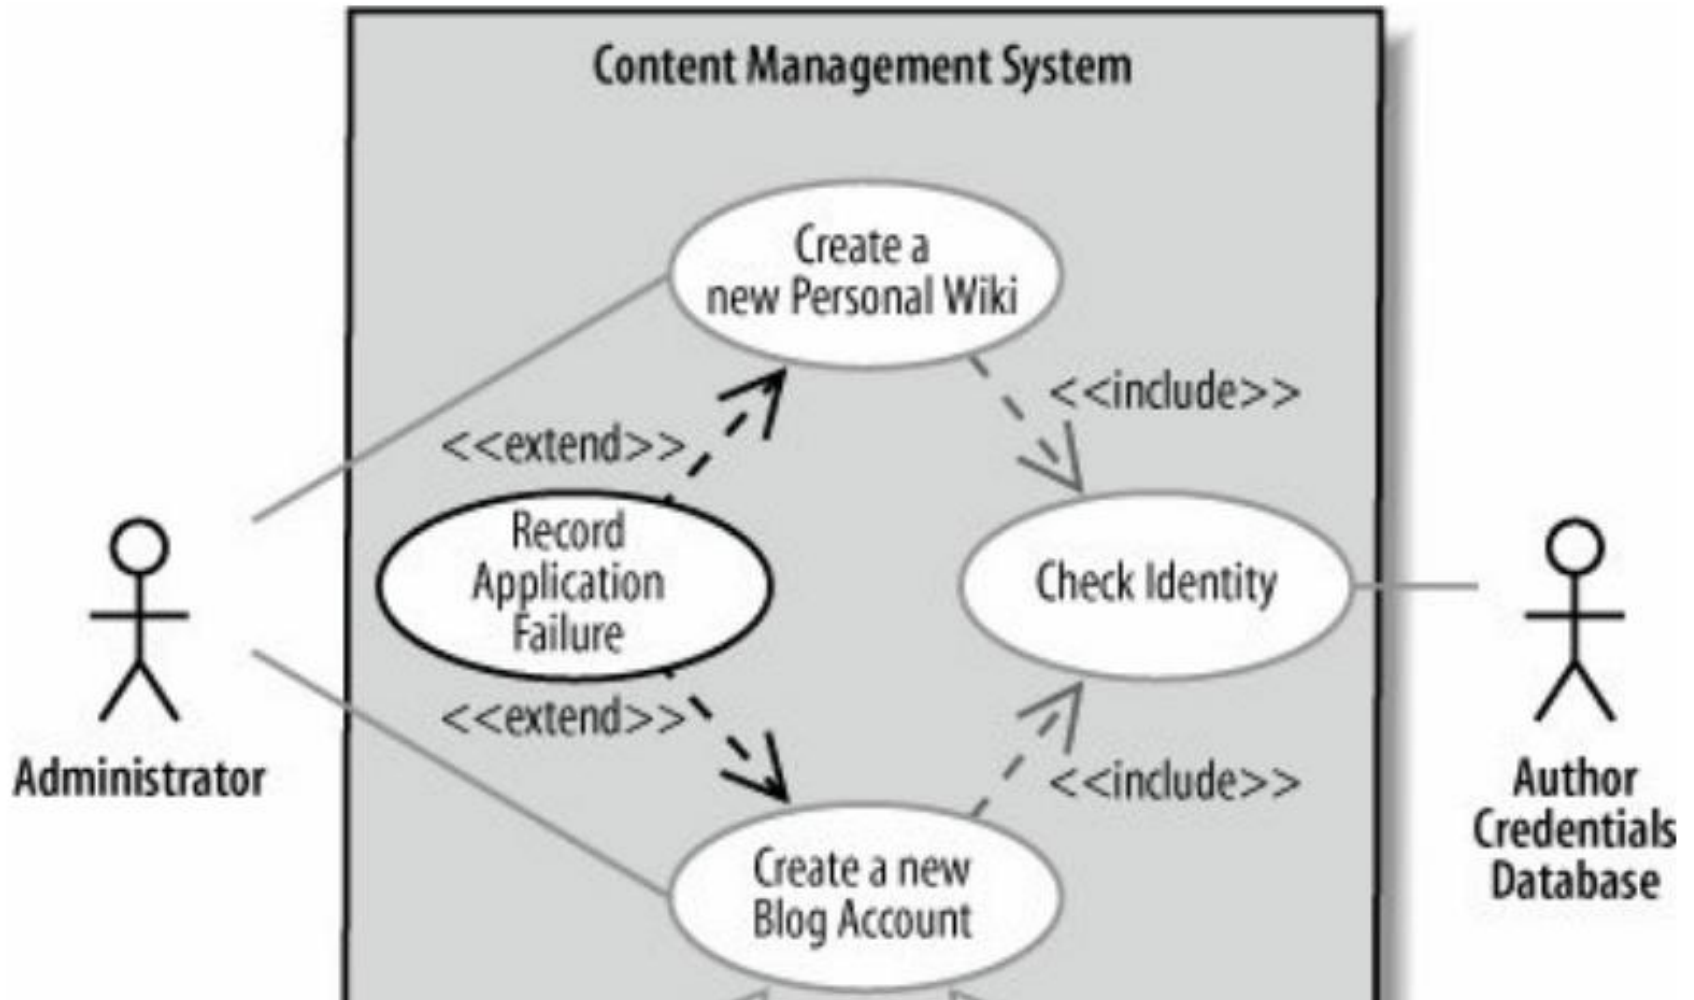 Content Management System
Create a
new Personal Wiki
<<include>>
<<extend>>
Record
Application
Failure
Check Identity
<<extend>>
<<include>>
Administrator
Author
Credentials
Database
Create a new
Blog Account